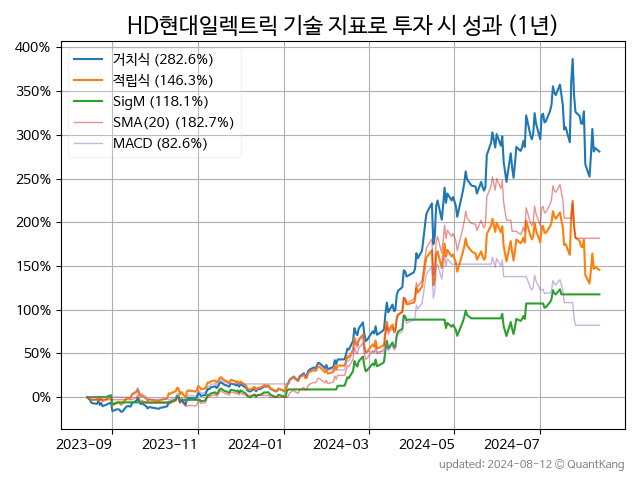 HD현대일렉트릭 기술 지표로 투자 시 성과 (1년)
400%
350%
300%
250%
200%
150%
100%
50%
0%
거치식 (282.6%)
적립식 (146.3%)
SigM (118.1%)
SMA(20) (182.7%)
MACD (82.6%)
2023-09 2023-11 2024-01 2024-03 2024-05 2024-07
updated: 2024-08-12 © QuantKang